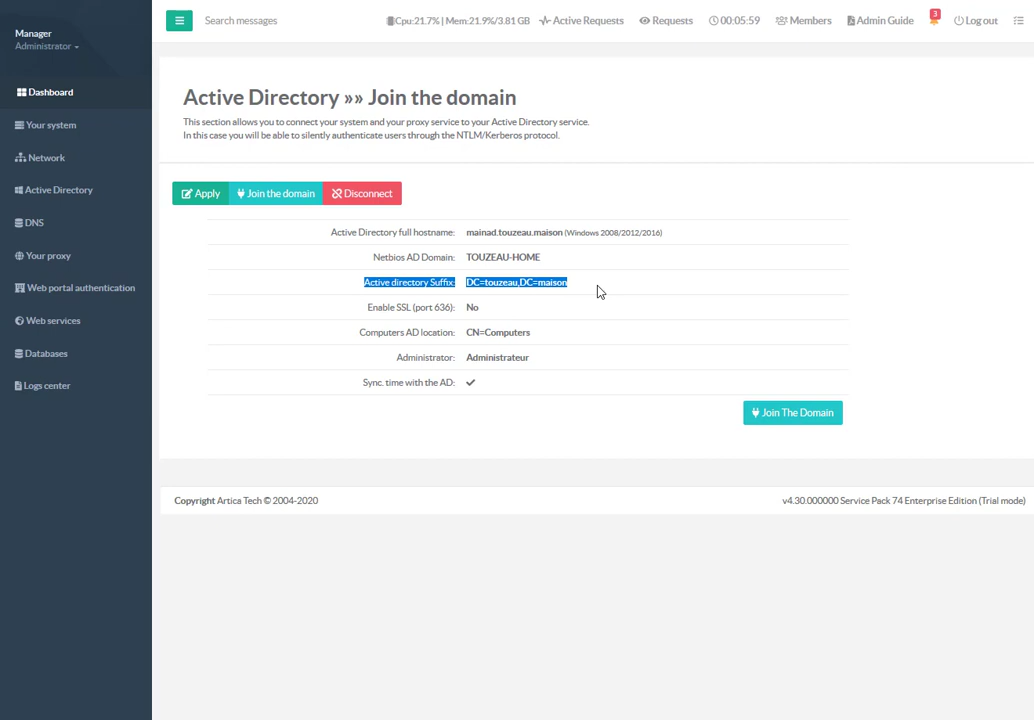 Manager
Administrator
Search messages
Cpu:21.7% | Mem:21.9%/3.81 GB
Active Requests
Requests
00:05:59
Members
Admin Guide
3
Log out
Dashboard
Your system
Network
Active Directory
DNS
Your proxy
Web portal authentication
Web services
Databases
Logs center
Active Directory »» Join the domain
This section allows you to connect your system and your proxy service to your Active Directory service.
In this case you will be able to silently authenticate users through the NTLM/Kerberos protocol.
Apply
Join the domain
Disconnect
Active Directory full hostname: mainad.touzeau.maison (Windows 2008/2012/2016)
Netbios AD Domain: TOUZEAU-HOME
Active directory Suffix: DC=touzeau,DC=maison
Enable SSL (port 636): No
Computers AD location: CN=Computers
Administrator: Administrateur
Sync. time with the AD:
Join The Domain
Copyright Artica Tech © 2004-2020
v4.30.000000 Service Pack 74 Enterprise Edition (Trial mode)